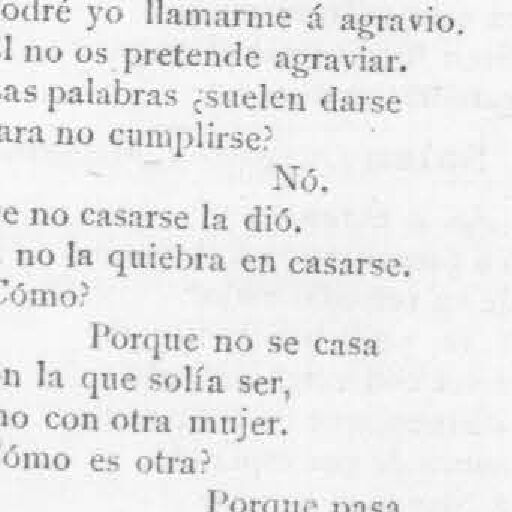 odré yo llamarme á agravio.
l no os pretende agraviar.
as palabras ¿suelen darse
ara no cumplirse?
Nó.
e no casarse la dió.
no la quiebra en casarse.
Cómo?
Porque no se casa
n la que solía ser,
no con otra mujer.
ómo es otra?
Porque pasa